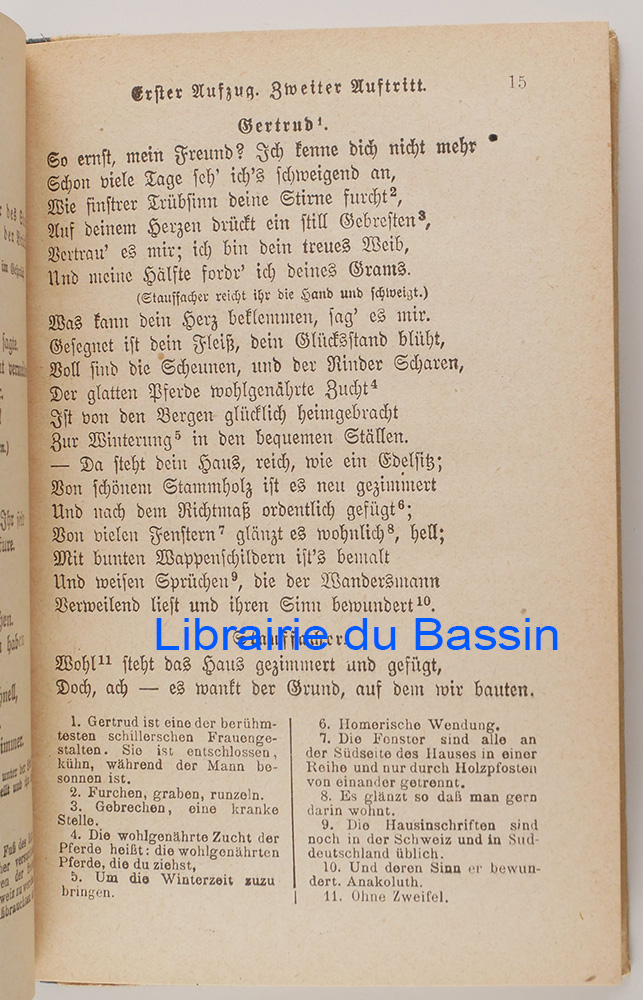 Erster Aufzug. Zweiter Auftritt. 15
Gertrud¹.
So ernst, mein Freund? Ich kenne dich nicht mehr
Schon viele Tage seh' ich's schweigend an,
Wie finstrer Trübsinn deine Stirne furcht²,
Auf deinem Herzen drückt ein still Gebresten³,
Vertrau' es mir; ich bin dein treues Weib,
Und meine Hälfte fordr' ich deines Grams.
(Stauffacher reicht ihr die Hand und schweigt.)
Was kann dein Herz beklemmen, sag' es mir.
Gesegnet ist dein Fleiß, dein Glücksstand blüht,
Voll sind die Scheunen, und der Rinder Scharen,
Der glatten Pferde wohlgenährte Zucht⁴
Ist von den Bergen glücklich heimgebracht
Zur Winterung⁵ in den bequemen Ställen.
— Da steht dein Haus, reich, wie ein Edelsitz;
Von schönem Stammholz ist es neu gezimmert
Und nach dem Richtmaß ordentlich gefügt⁶;
Von vielen Fenstern⁷ glänzt es wohnlich⁸, hell;
Mit bunten Wappenschildern ist's bemalt
Und weisen Sprüchen⁹, die der Wandersmann
Verweilend liest und ihren Sinn bewundert¹⁰.
Stauffacher.
Librairie du Bassin
Wohl¹¹ steht das Haus gezimmert und gefügt,
Doch, ach — es wankt der Grund, auf dem wir bauten.
1. Gertrud ist eine der berühm-
testen schillerschen Frauenge-
stalten. Sie ist entschlossen,
kühn, während der Mann be-
sonnen ist.
2. Furchen, graben, runzeln.
3. Gebrechen, eine kranke
Stelle.
4. Die wohlgenährte Zucht der
Pferde heißt: die wohlgenährten
Pferde, die du ziehst,
5. Um die Winterzeit zuzu
bringen.
6. Homerische Wendung.
7. Die Fenster sind alle an
der Südseite des Hauses in einer
Reihe und nur durch Holzpfosten
von einander getrennt.
8. Es glänzt so daß man gern
darin wohnt.
9. Die Hausinschriften sind
noch in der Schweiz und in Süd-
deutschland üblich.
10. Und deren Sinn er bewun-
dert. Anakoluth.
11. Ohne Zweifel.